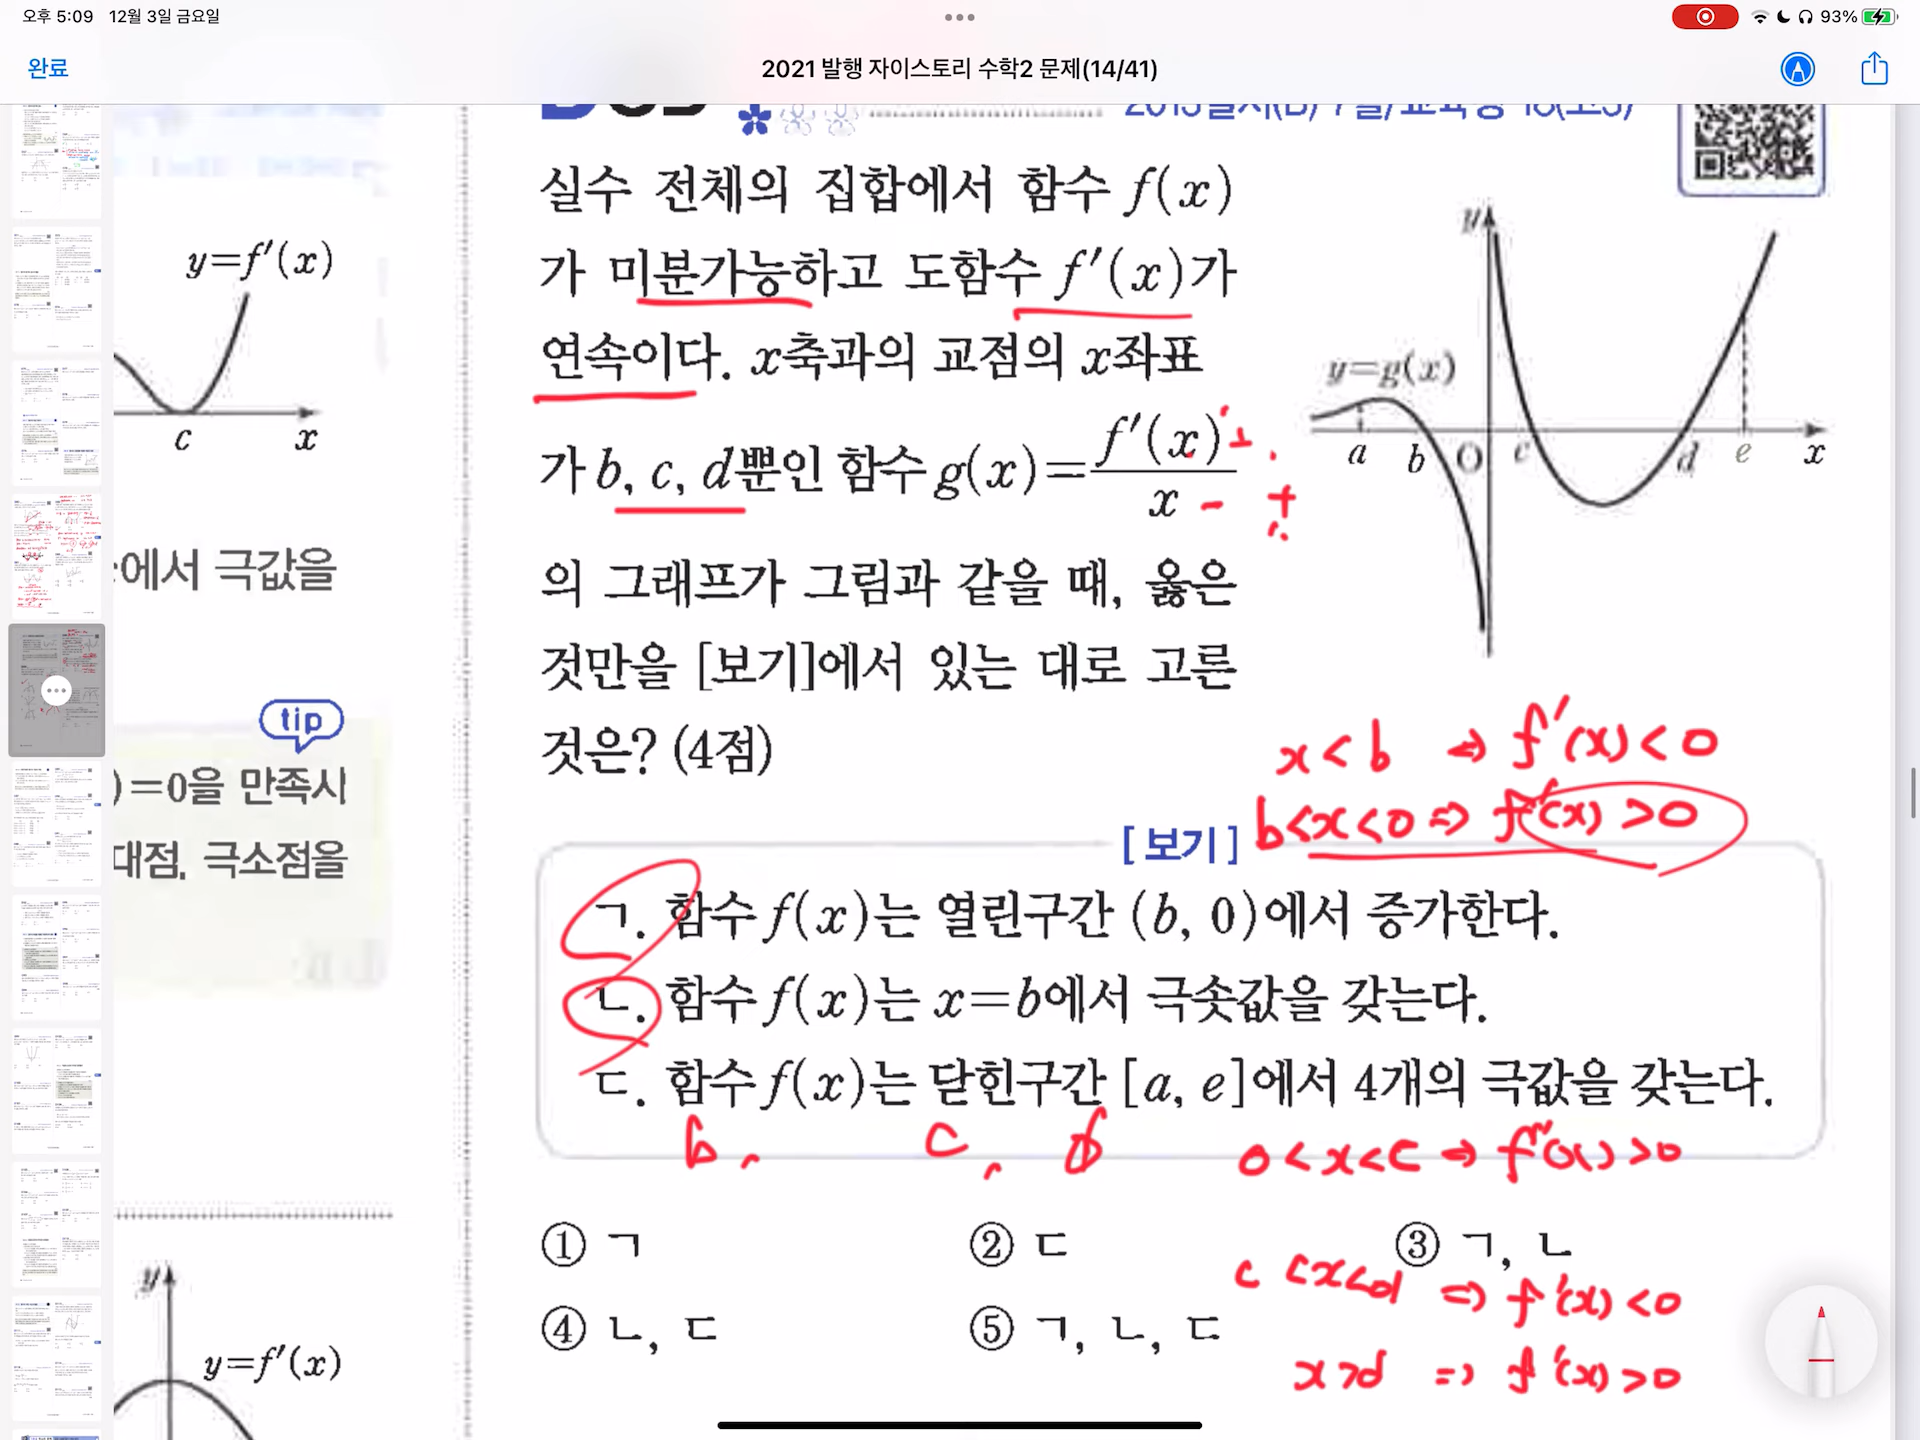 오후 5:09 12월 3일 금요일
93%
완료
2021 발행 자이스토리 수학2 문제(14/41)
y=f′(x)
c x
에서 극값을
tip
)=0을 만족시
대점, 극소점을
y
y=f′(x)
실수 전체의 집합에서 함수 f(x)
가 미분가능하고 도함수 f′(x)가
연속이다. x축과의 교점의 x좌표
가 b, c, d뿐인 함수 g(x)=f′(x)/x
의 그래프가 그림과 같을 때, 옳은
것만을 [보기]에서 있는 대로 고른
것은? (4점)
y
y=g(x)
a b O c d e x
- +
x<b ⇒ f′(x)<0
b<x<0 ⇒ f′(x)>0
[보기]
ㄱ. 함수 f(x)는 열린구간 (b, 0)에서 증가한다.
ㄴ. 함수 f(x)는 x=b에서 극솟값을 갖는다.
ㄷ. 함수 f(x)는 닫힌구간 [a, e]에서 4개의 극값을 갖는다.
b, c,
0<x<c ⇒ f′(x)>0
① ㄱ ② ㄷ ③ ㄱ, ㄴ
c<x<d ⇒ f′(x)<0
④ ㄴ, ㄷ ⑤ ㄱ, ㄴ, ㄷ
x>d ⇒ f′(x)>0